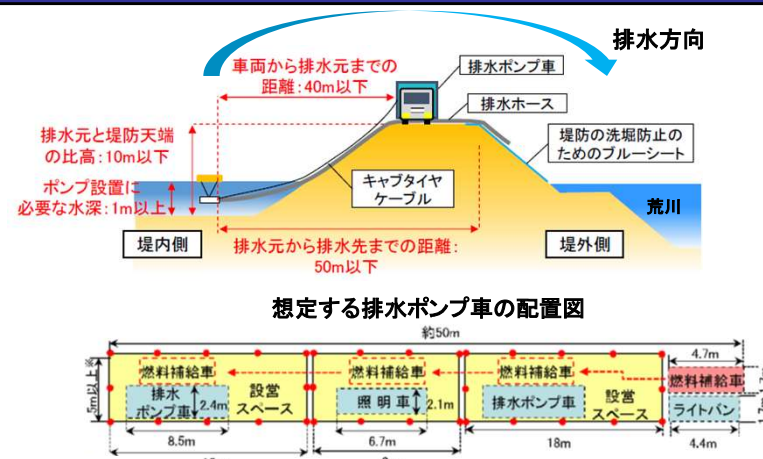 排水方向
車両から排水元までの
距離:40m以下
排水ポンプ車
排水ホース
排水元と堤防天端
の比高:10m以下
堤防の洗堀防止の
ためのブルーシート
ポンプ設置に
必要な水深:1m以上
キャブタイヤ
ケーブル
荒川
堤内側
排水元から排水先までの距離:
50m以下
堤外側
想定する排水ポンプ車の配置図
約50m
4.7m
5m以上※
燃料補給車
燃料補給車
燃料補給車
燃料補給車
排水
ポンプ車
2.4m
設営
スペース
照明車
2.1m
排水ポンプ車
設営
スペース
ライトバン
8.5m
6.7m
18m
4.4m